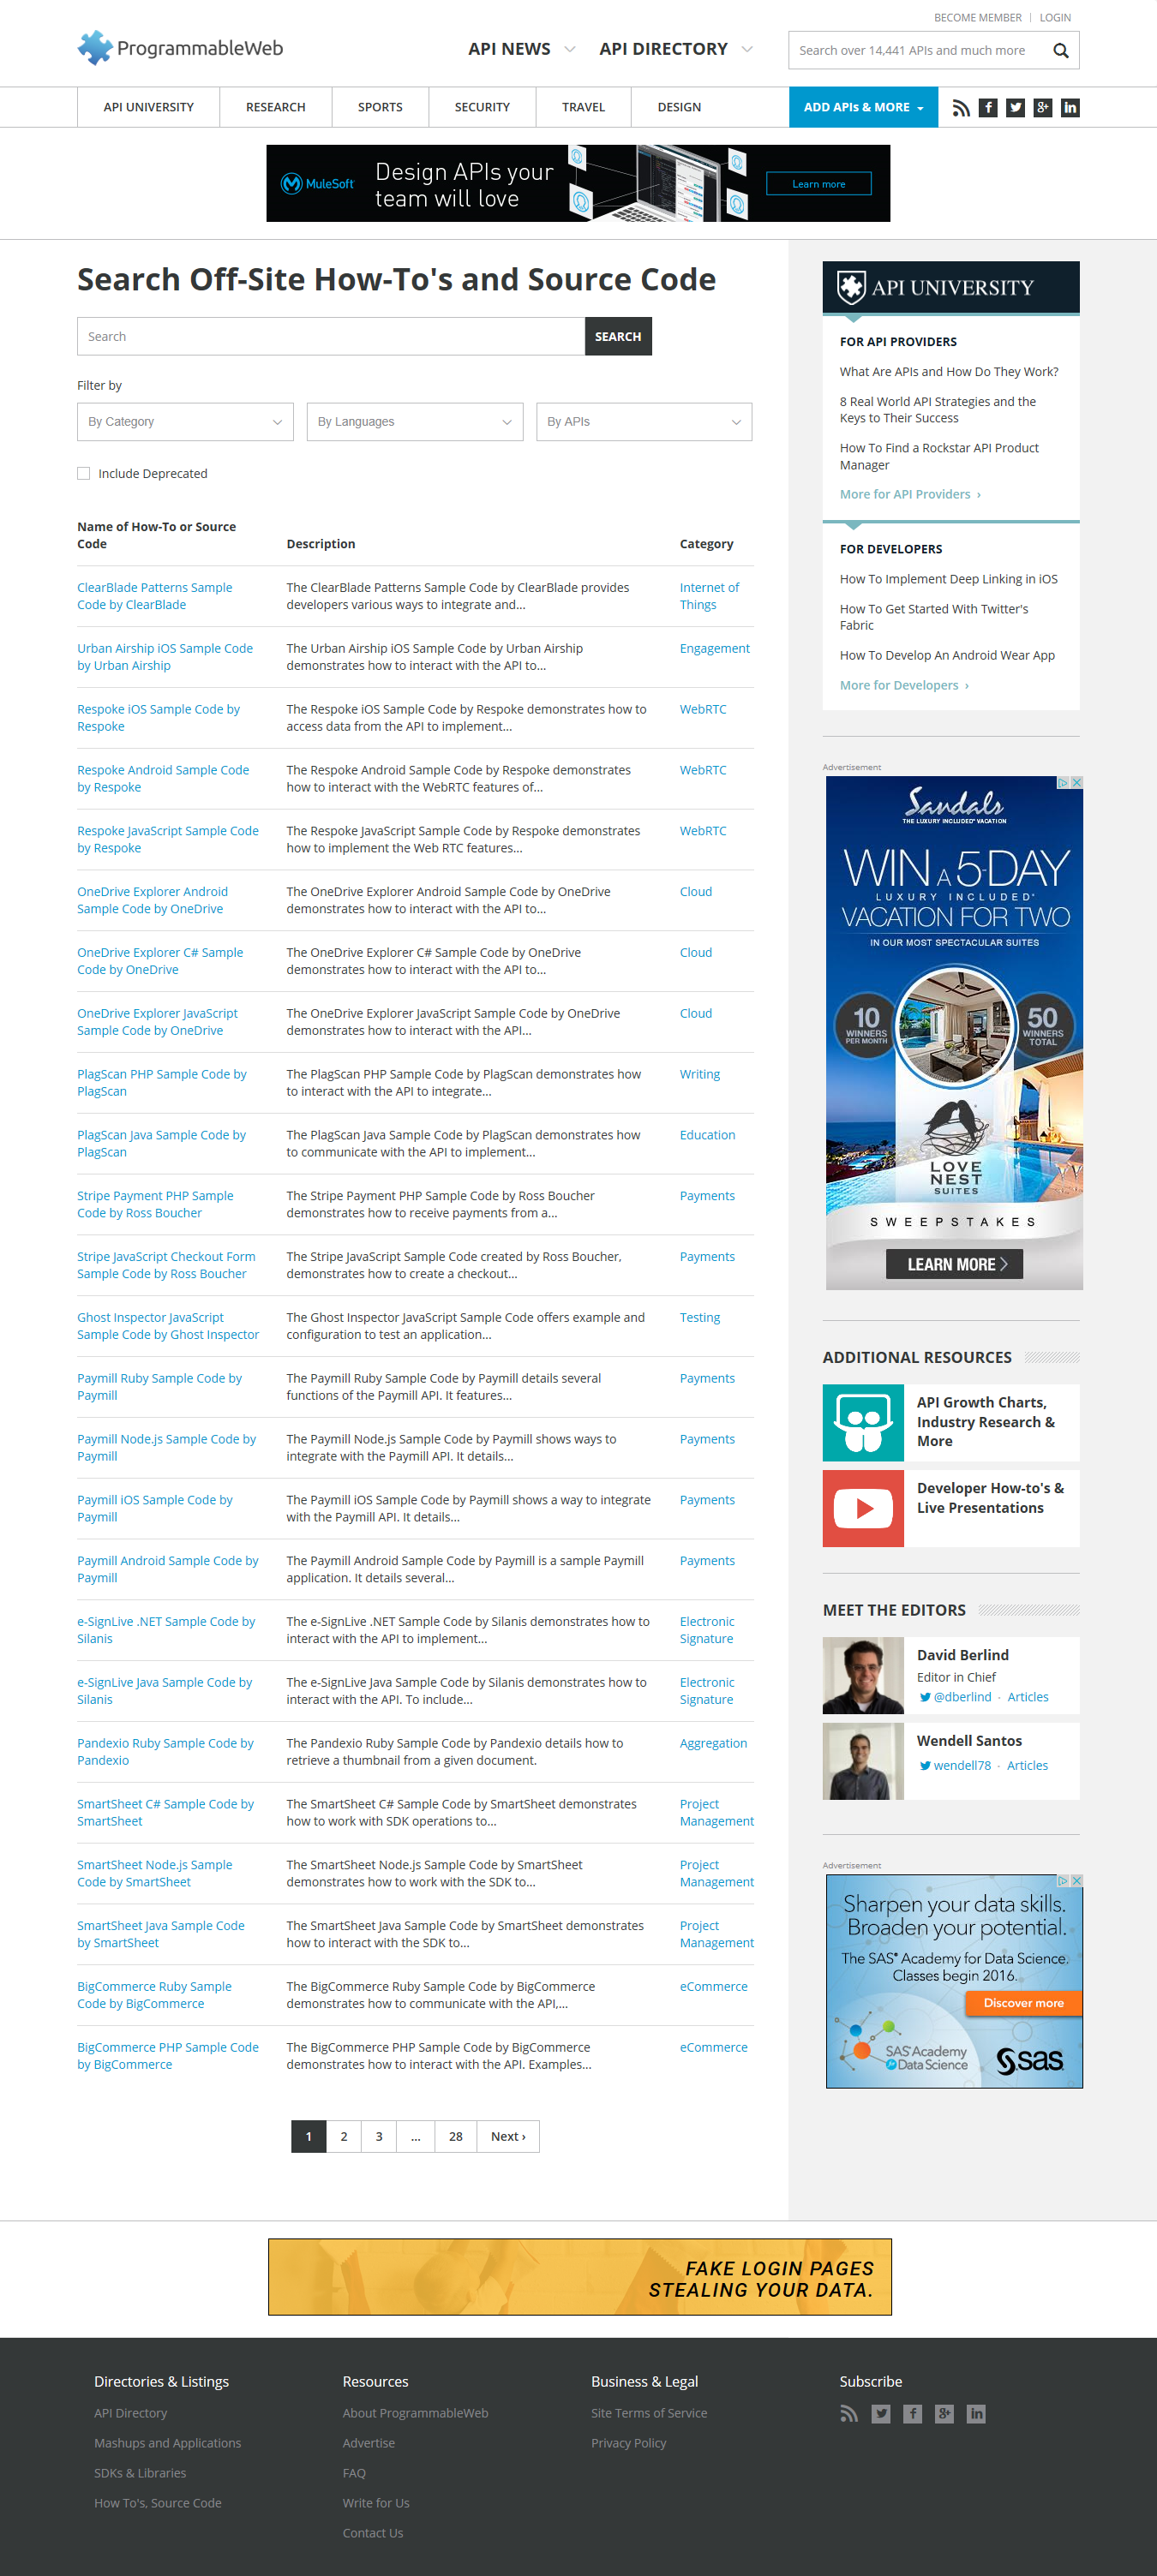 BECOME MEMBER | LOGIN
ProgrammableWeb
API NEWS
API DIRECTORY
Search over 14,441 APIs and much more
API UNIVERSITY
RESEARCH
SPORTS
SECURITY
TRAVEL
DESIGN
ADD APIs & MORE
MuleSoft
Design APIs your
team will love
Learn more
Search Off-Site How-To's and Source Code
Search
SEARCH
Filter by
By Category
By Languages
By APIs
Include Deprecated
Name of How-To or Source
Code
Description
Category
ClearBlade Patterns Sample
Code by ClearBlade
The ClearBlade Patterns Sample Code by ClearBlade provides
developers various ways to integrate and...
Internet of
Things
Urban Airship iOS Sample Code
by Urban Airship
The Urban Airship iOS Sample Code by Urban Airship
demonstrates how to interact with the API to...
Engagement
Respoke iOS Sample Code by
Respoke
The Respoke iOS Sample Code by Respoke demonstrates how to
access data from the API to implement...
WebRTC
Respoke Android Sample Code
by Respoke
The Respoke Android Sample Code by Respoke demonstrates
how to interact with the WebRTC features of...
WebRTC
Respoke JavaScript Sample Code
by Respoke
The Respoke JavaScript Sample Code by Respoke demonstrates
how to implement the Web RTC features...
WebRTC
OneDrive Explorer Android
Sample Code by OneDrive
The OneDrive Explorer Android Sample Code by OneDrive
demonstrates how to interact with the API to...
Cloud
OneDrive Explorer C# Sample
Code by OneDrive
The OneDrive Explorer C# Sample Code by OneDrive
demonstrates how to interact with the API to...
Cloud
OneDrive Explorer JavaScript
Sample Code by OneDrive
The OneDrive Explorer JavaScript Sample Code by OneDrive
demonstrates how to interact with the API...
Cloud
PlagScan PHP Sample Code by
PlagScan
The PlagScan PHP Sample Code by PlagScan demonstrates how
to interact with the API to integrate...
Writing
PlagScan Java Sample Code by
PlagScan
The PlagScan Java Sample Code by PlagScan demonstrates how
to communicate with the API to implement...
Education
Stripe Payment PHP Sample
Code by Ross Boucher
The Stripe Payment PHP Sample Code by Ross Boucher
demonstrates how to receive payments from a...
Payments
Stripe JavaScript Checkout Form
Sample Code by Ross Boucher
The Stripe JavaScript Sample Code created by Ross Boucher,
demonstrates how to create a checkout...
Payments
Ghost Inspector JavaScript
Sample Code by Ghost Inspector
The Ghost Inspector JavaScript Sample Code offers example and
configuration to test an application...
Testing
Paymill Ruby Sample Code by
Paymill
The Paymill Ruby Sample Code by Paymill details several
functions of the Paymill API. It features...
Payments
Paymill Node.js Sample Code by
Paymill
The Paymill Node.js Sample Code by Paymill shows ways to
integrate with the Paymill API. It details...
Payments
Paymill iOS Sample Code by
Paymill
The Paymill iOS Sample Code by Paymill shows a way to integrate
with the Paymill API. It details...
Payments
Paymill Android Sample Code by
Paymill
The Paymill Android Sample Code by Paymill is a sample Paymill
application. It details several...
Payments
e-SignLive .NET Sample Code by
Silanis
The e-SignLive .NET Sample Code by Silanis demonstrates how to
interact with the API to implement...
Electronic
Signature
e-SignLive Java Sample Code by
Silanis
The e-SignLive Java Sample Code by Silanis demonstrates how to
interact with the API. To include...
Electronic
Signature
Pandexio Ruby Sample Code by
Pandexio
The Pandexio Ruby Sample Code by Pandexio details how to
retrieve a thumbnail from a given document.
Aggregation
SmartSheet C# Sample Code by
SmartSheet
The SmartSheet C# Sample Code by SmartSheet demonstrates
how to work with SDK operations to...
Project
Management
SmartSheet Node.js Sample
Code by SmartSheet
The SmartSheet Node.js Sample Code by SmartSheet
demonstrates how to work with the SDK to...
Project
Management
SmartSheet Java Sample Code
by SmartSheet
The SmartSheet Java Sample Code by SmartSheet demonstrates
how to interact with the SDK to...
Project
Management
BigCommerce Ruby Sample
Code by BigCommerce
The BigCommerce Ruby Sample Code by BigCommerce
demonstrates how to communicate with the API,...
eCommerce
BigCommerce PHP Sample Code
by BigCommerce
The BigCommerce PHP Sample Code by BigCommerce
demonstrates how to interact with the API. Examples...
eCommerce
1
2
3
...
28
Next ›
API UNIVERSITY
FOR API PROVIDERS
What Are APIs and How Do They Work?
8 Real World API Strategies and the
Keys to Their Success
How To Find a Rockstar API Product
Manager
More for API Providers ›
FOR DEVELOPERS
How To Implement Deep Linking in iOS
How To Get Started With Twitter's
Fabric
How To Develop An Android Wear App
More for Developers ›
Advertisement
Sandals
THE LUXURY INCLUDED® VACATION
WIN A 5-DAY
LUXURY INCLUDED®
VACATION FOR TWO
IN OUR MOST SPECTACULAR SUITES
10
WINNERS
PER MONTH
50
WINNERS
TOTAL
LOVE
NEST
SUITES
SWEEPSTAKES
LEARN MORE
ADDITIONAL RESOURCES
API Growth Charts,
Industry Research &
More
Developer How-to's &
Live Presentations
MEET THE EDITORS
David Berlind
Editor in Chief
@dberlind · Articles
Wendell Santos
wendell78 · Articles
Advertisement
Sharpen your data skills.
Broaden your potential.
The SAS® Academy for Data Science.
Classes begin 2016.
Discover more
SAS® Academy
for Data Science
sas
FAKE LOGIN PAGES
STEALING YOUR DATA.
Directories & Listings
API Directory
Mashups and Applications
SDKs & Libraries
How To's, Source Code
Resources
About ProgrammableWeb
Advertise
FAQ
Write for Us
Contact Us
Business & Legal
Site Terms of Service
Privacy Policy
Subscribe